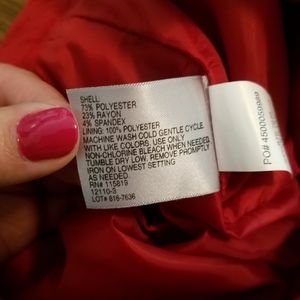 SHELL:
73% POLYESTER
23% RAYON
4% SPANDEX
LINING: 100% POLYESTER
MACHINE WASH COLD GENTLE CYCLE
WITH LIKE COLORS, USE ONLY
NON-CHLORINE BLEACH WHEN NEEDED,
TUMBLE DRY LOW. REMOVE PROMPTLY
IRON ON LOWEST SETTING
AS NEEDED
RN# 115819
12110-3
LOT# 816-7636
PO#